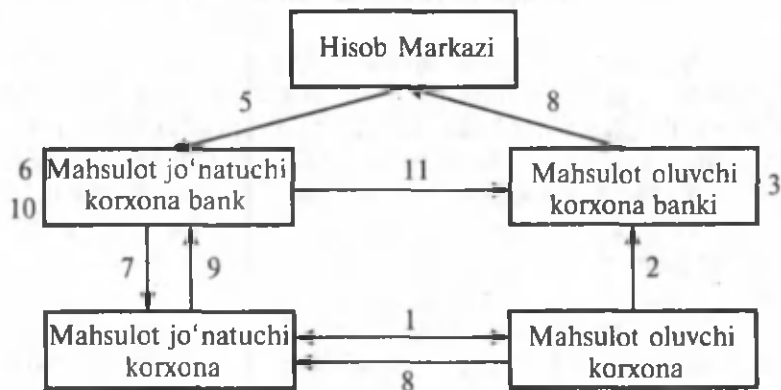 Hisob Markazi
5
8
6
Mahsulot jo‘natuchi
korxona bank
10
11
Mahsulot oluvchi
korxona banki
3
7
9
2
Mahsulot jo‘natuchi
korxona
1
8
Mahsulot oluvchi
korxona